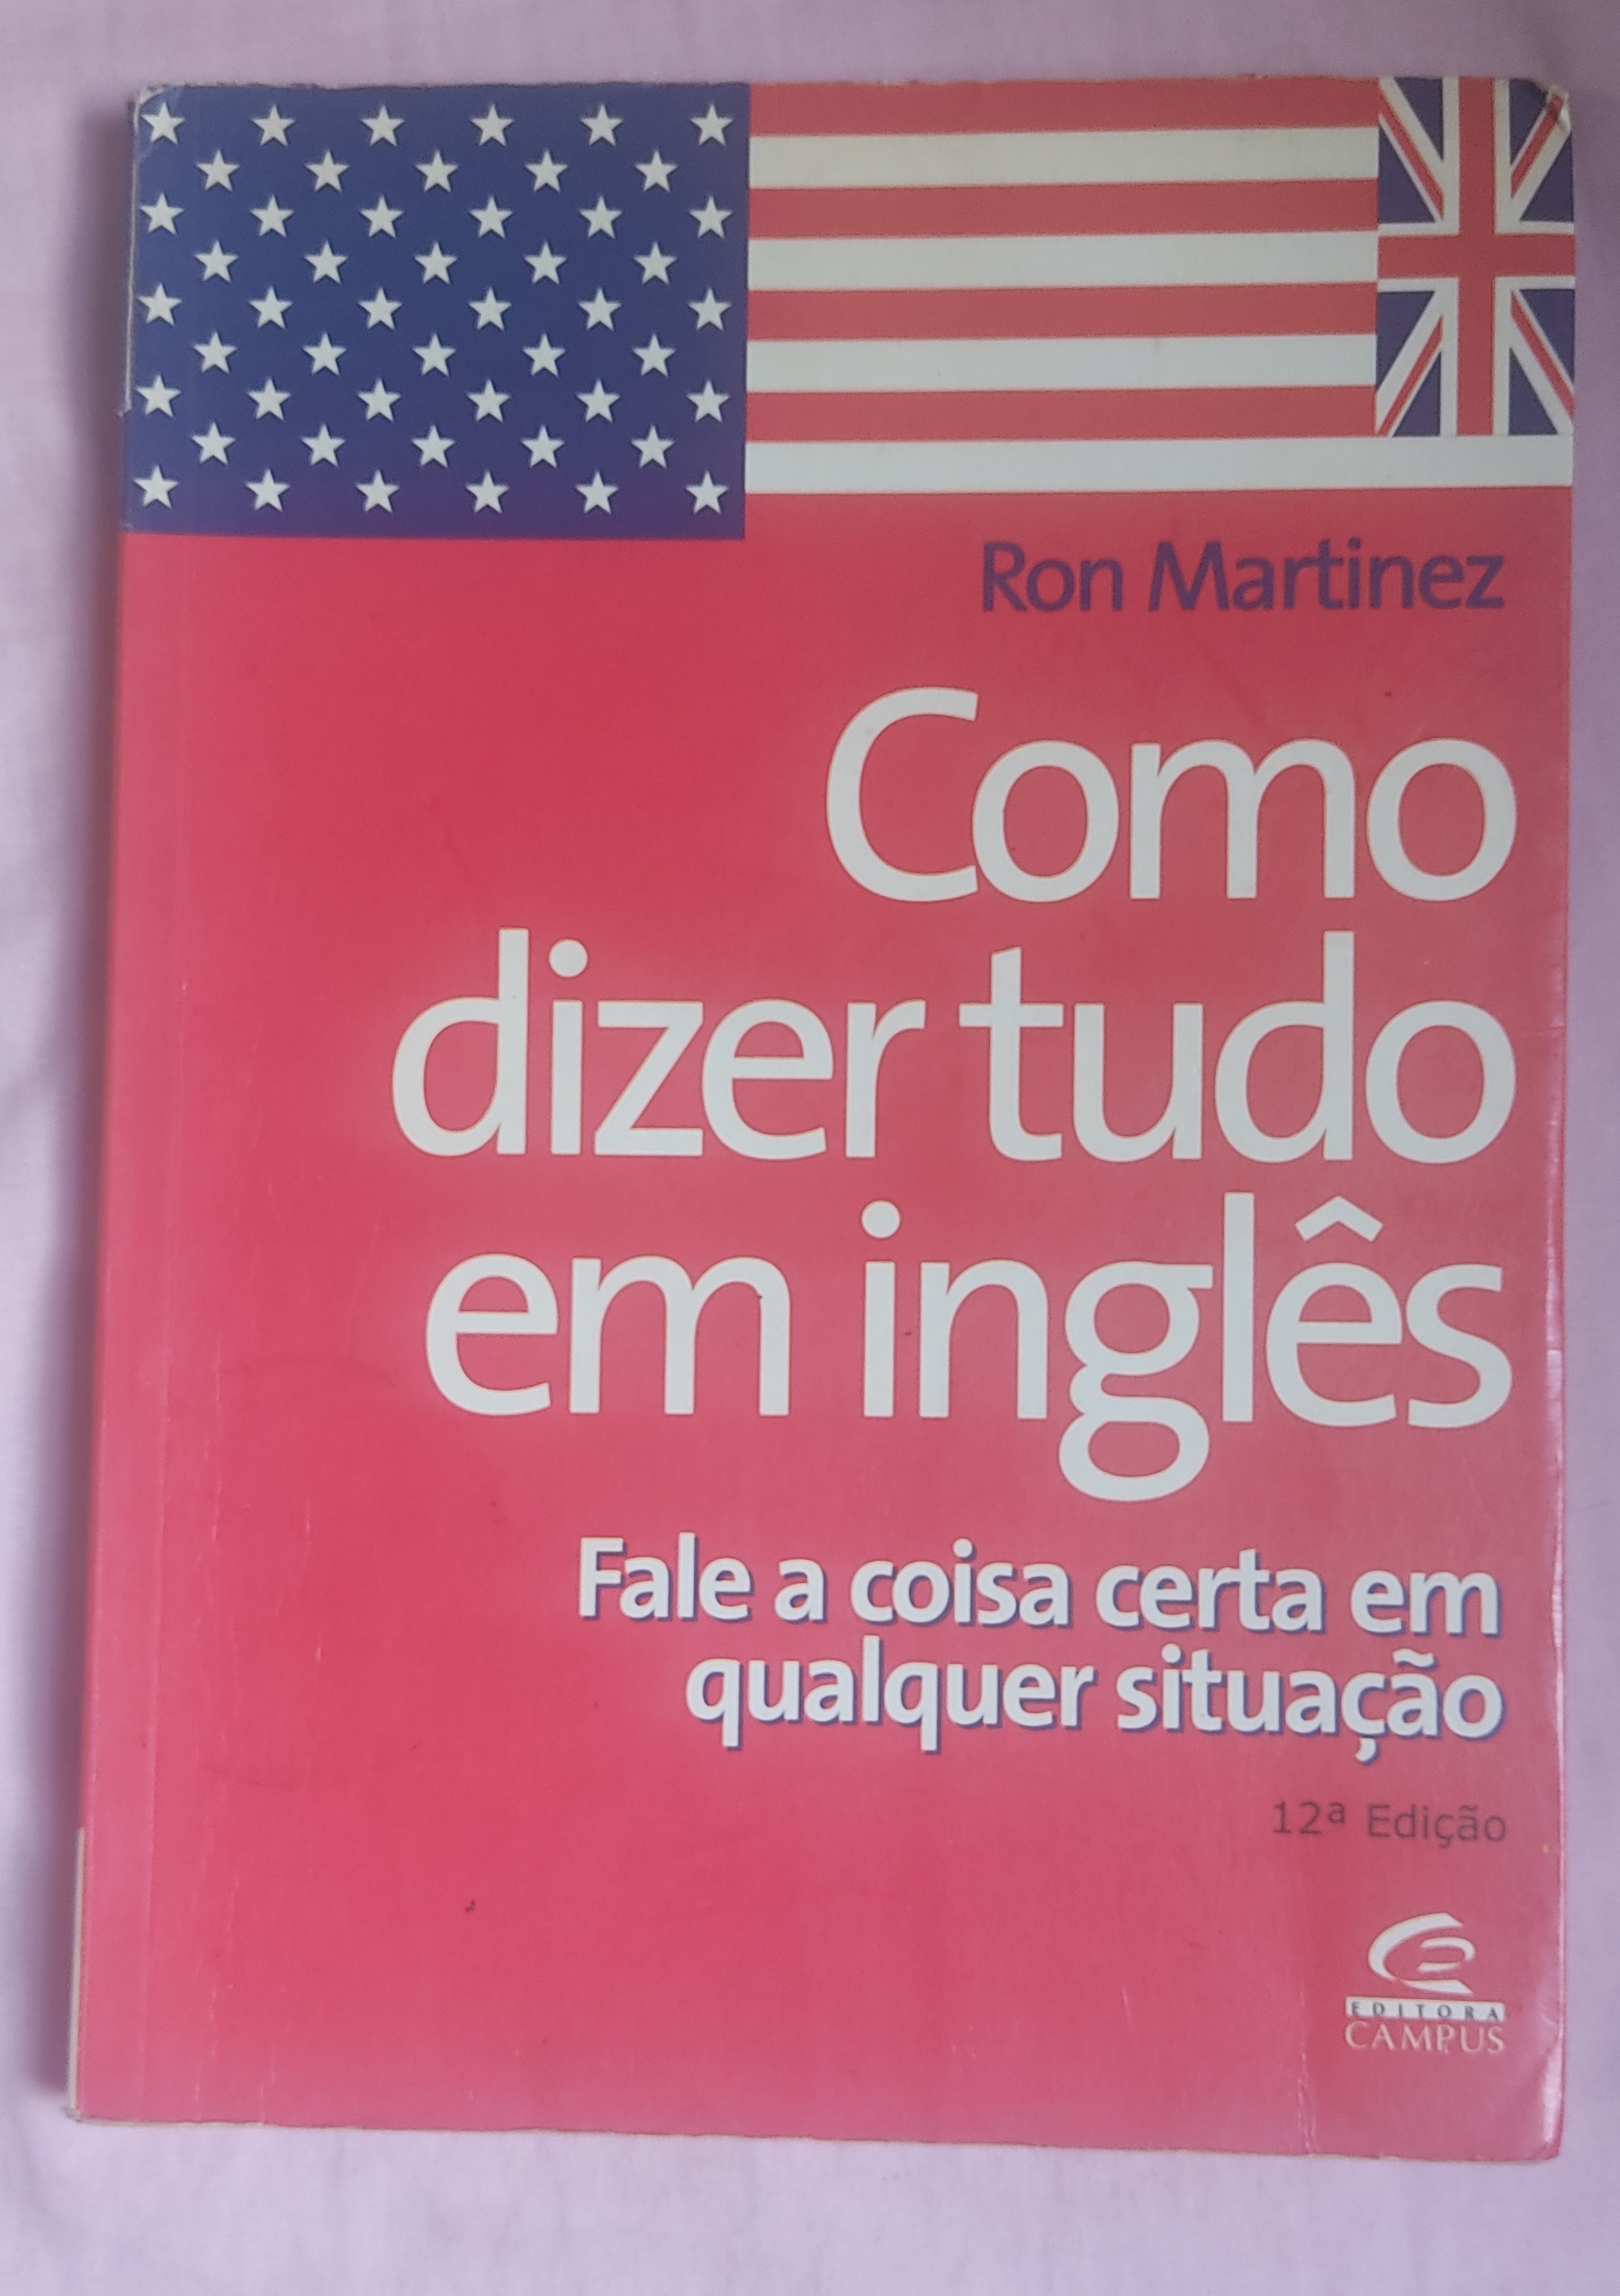 Ron Martinez
Como
dizer tudo
em inglês
Fale a coisa certa em
qualquer situação
12ª Edição
EDITORA
CAMPUS